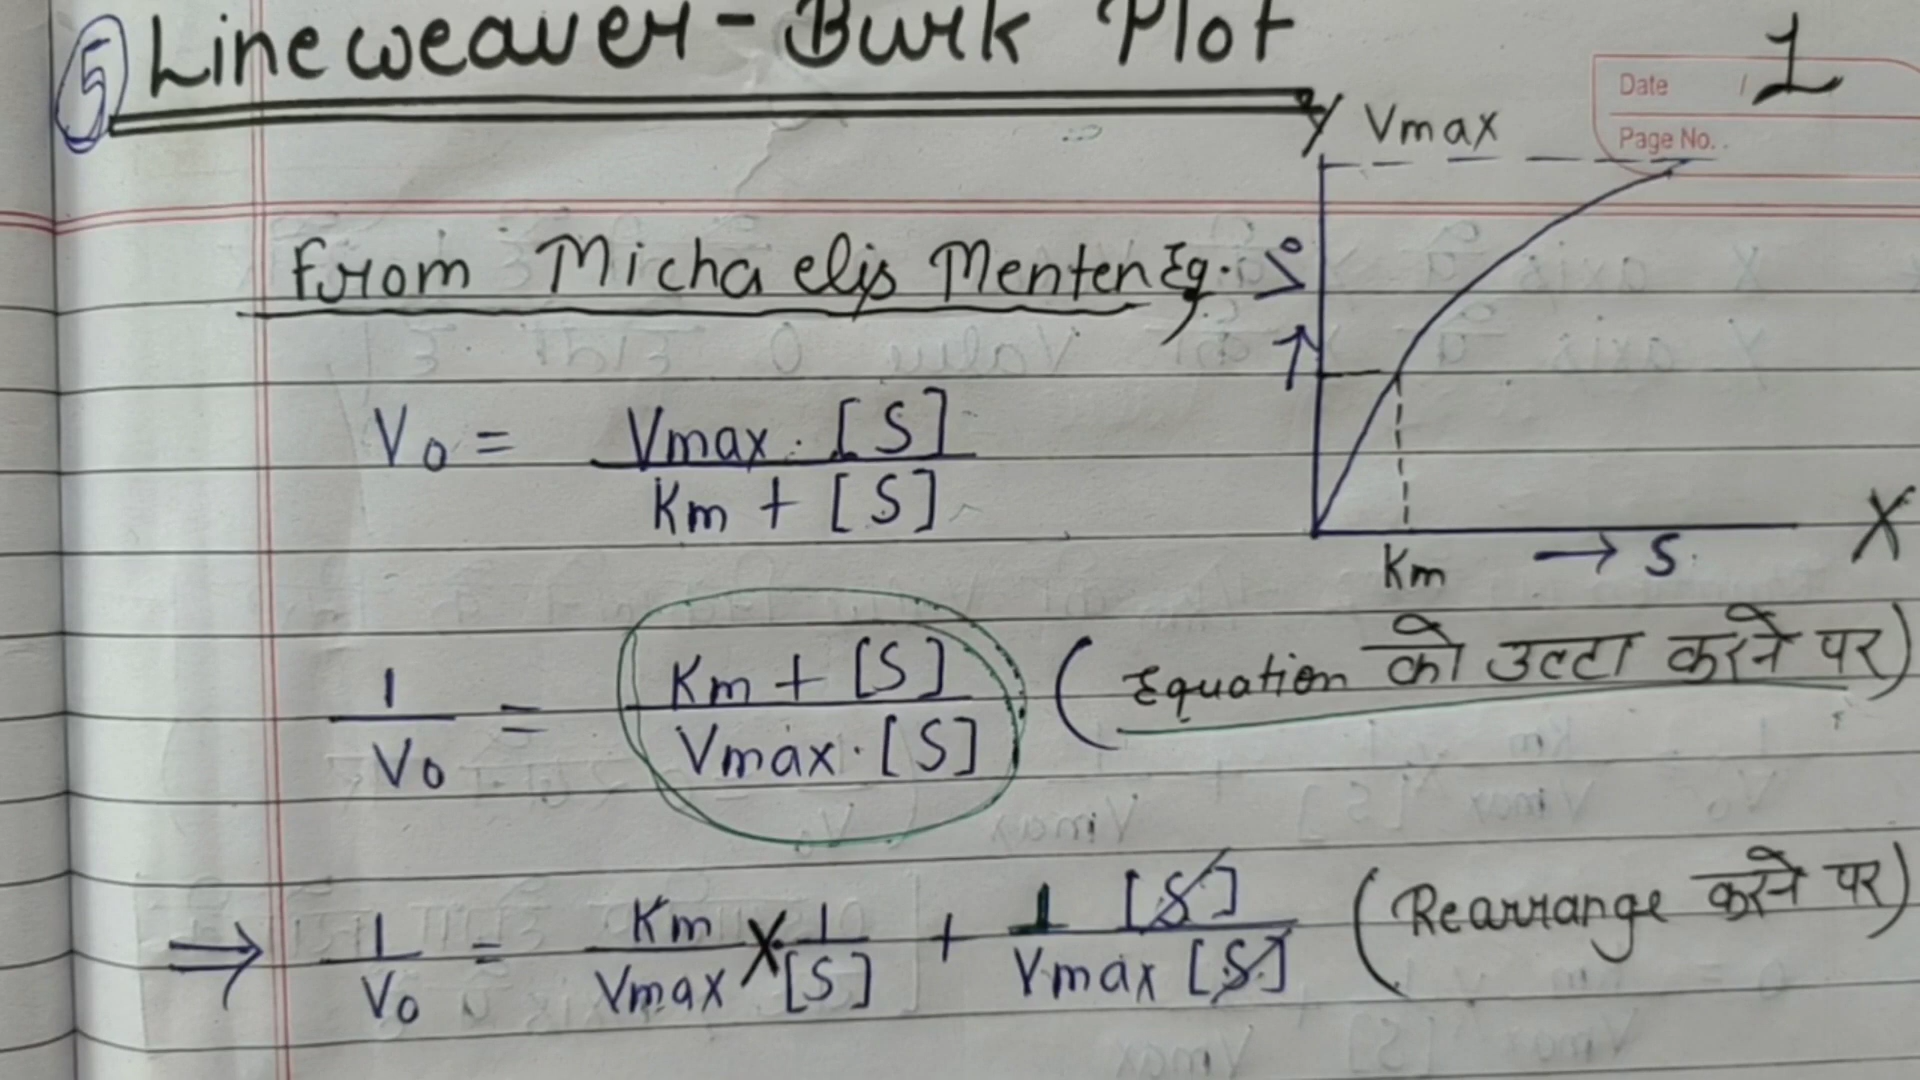 5 Lineweaver-Burk Plot
Date / 1
Page No.
Y Vmax
From Michaelis Menten Eq.
Vo
Vo = Vmax · [S] / Km + [S]
Km → S X
1/Vo = Km + [S] / Vmax · [S] (Equation को उल्टा करने पर)
⇒ 1/Vo = Km/Vmax X 1/[S] + 1 [S] / Vmax [S] (Rearrange करने पर)